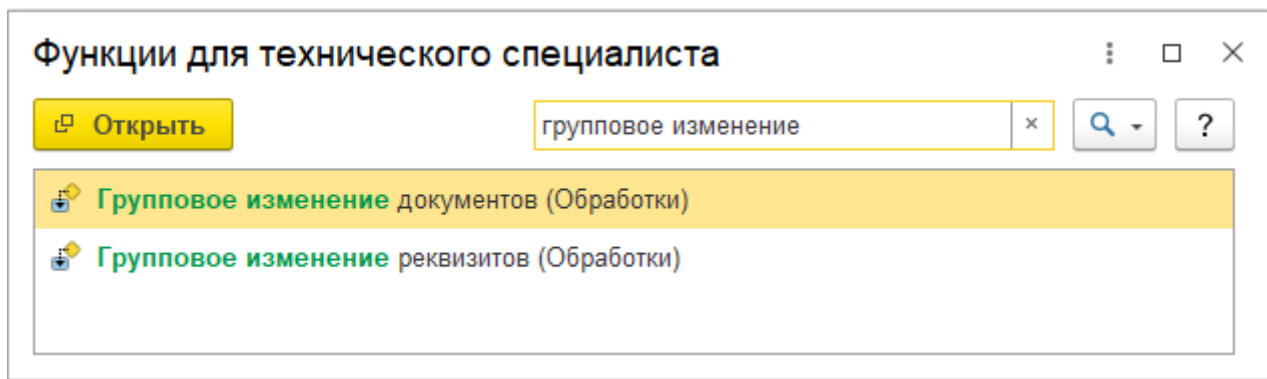 Функции для технического специалиста
Открыть
групповое изменение
?
Групповое изменение документов (Обработки)
Групповое изменение реквизитов (Обработки)